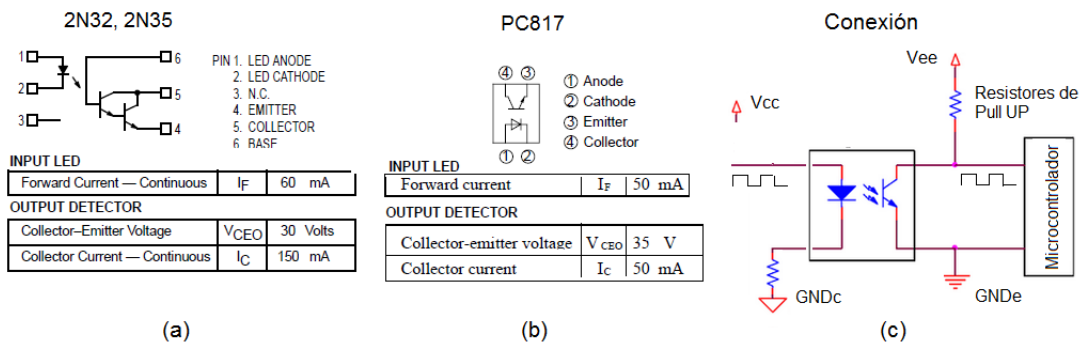 2N32, 2N35
1
2
3
6
5
4
PIN 1. LED ANODE
2. LED CATHODE
3. N.C.
4. EMITTER
5. COLLECTOR
6. BASE
INPUT LED
Forward Current — Continuous IF 60 mA
OUTPUT DETECTOR
Collector–Emitter Voltage VCEO 30 Volts
Collector Current — Continuous IC 150 mA
(a)
PC817
④ ③
① ②
① Anode
② Cathode
③ Emitter
④ Collector
INPUT LED
Forward current IF 50 mA
OUTPUT DETECTOR
Collector-emitter voltage VCEO 35 V
Collector current IC 50 mA
(b)
Conexión
Vee
Vcc
Resistores de
Pull UP
Microcontrolador
GNDc
GNDe
(c)